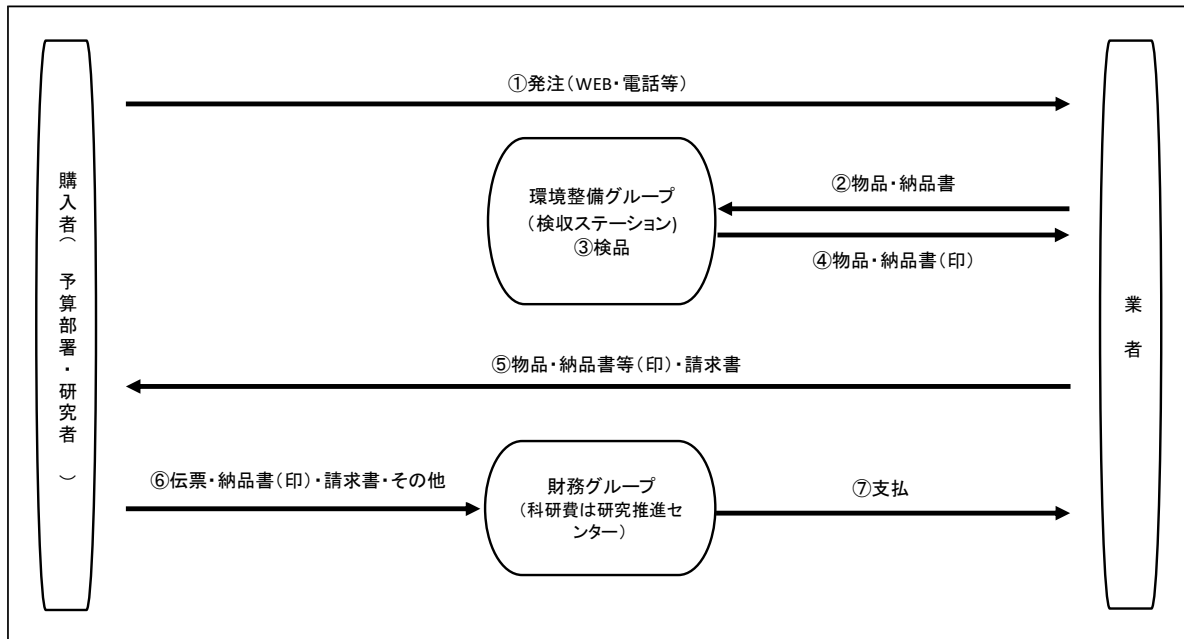 ①発注（WEB・電話等）
購入者（予算部署・研究者）
環境整備グループ
（検収ステーション)
③検品
②物品・納品書
④物品・納品書（印）
業者
⑤物品・納品書等（印）・請求書
⑥伝票・納品書（印）・請求書・その他
財務グループ
（科研費は研究推進セ
ンター）
⑦支払